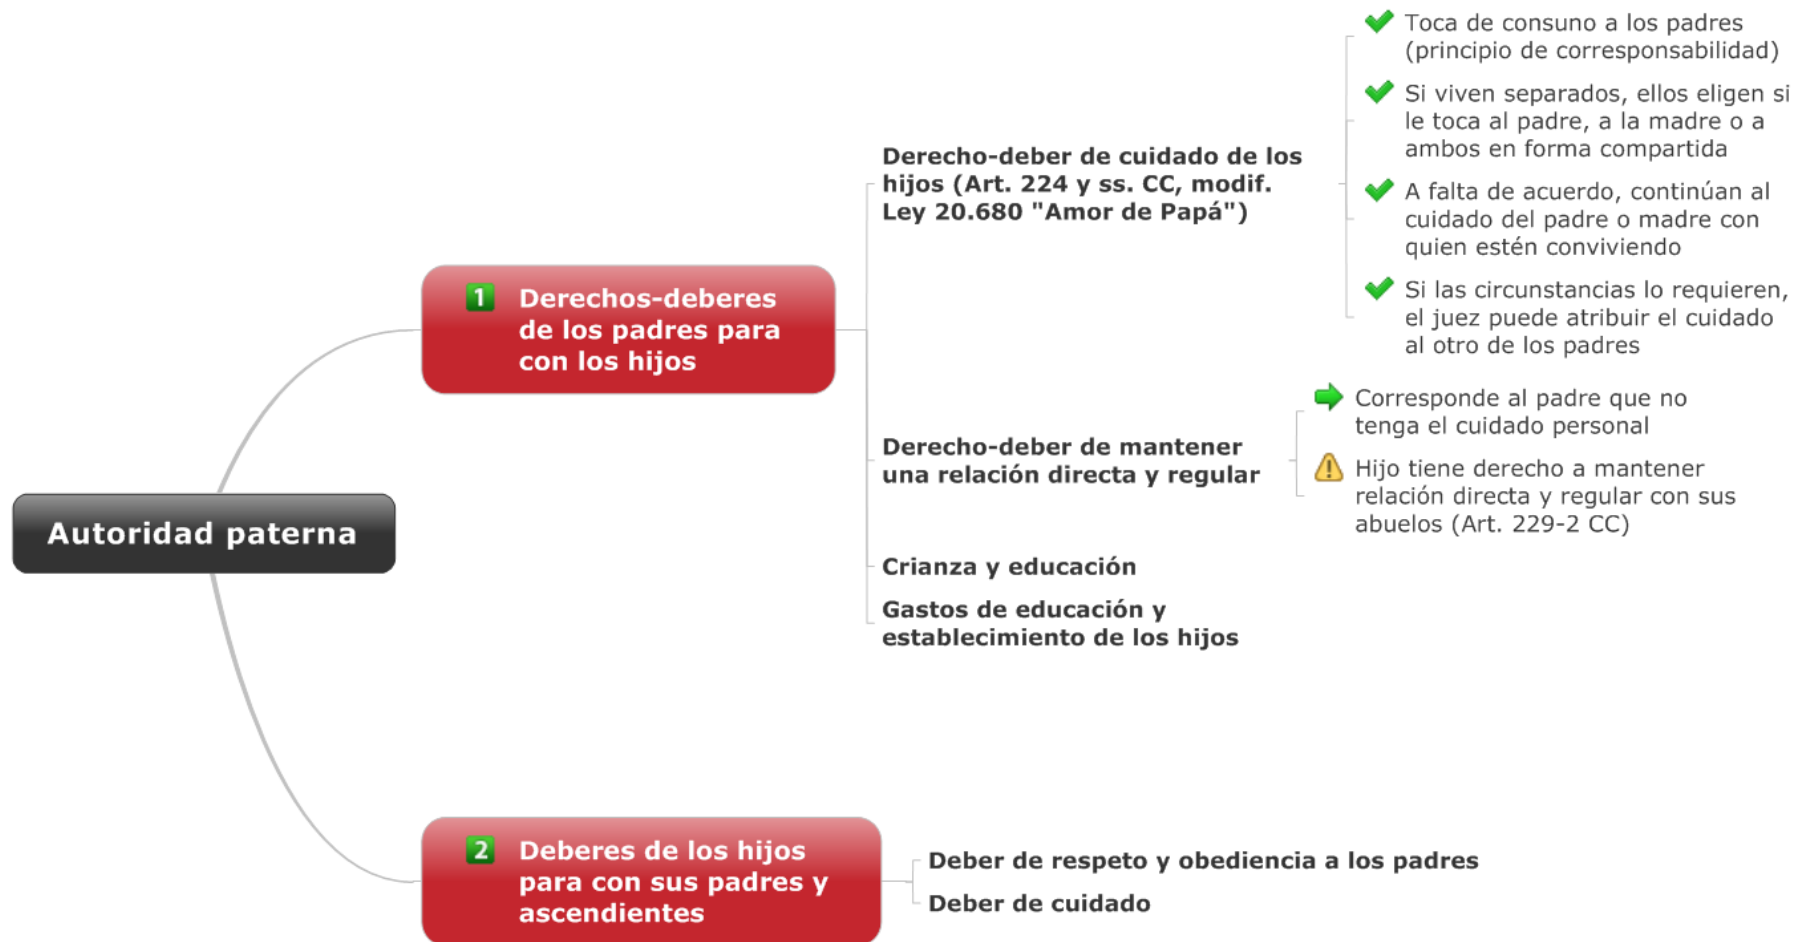 Autoridad paterna
1
Derechos-deberes
de los padres para
con los hijos
Derecho-deber de cuidado de los
hijos (Art. 224 y ss. CC, modif.
Ley 20.680 "Amor de Papá")
Toca de consuno a los padres
(principio de corresponsabilidad)
Si viven separados, ellos eligen si
le toca al padre, a la madre o a
ambos en forma compartida
A falta de acuerdo, continúan al
cuidado del padre o madre con
quien estén conviviendo
Si las circunstancias lo requieren,
el juez puede atribuir el cuidado
al otro de los padres
Derecho-deber de mantener
una relación directa y regular
Corresponde al padre que no
tenga el cuidado personal
Hijo tiene derecho a mantener
relación directa y regular con sus
abuelos (Art. 229-2 CC)
Crianza y educación
Gastos de educación y
establecimiento de los hijos
2
Deberes de los hijos
para con sus padres y
ascendientes
Deber de respeto y obediencia a los padres
Deber de cuidado